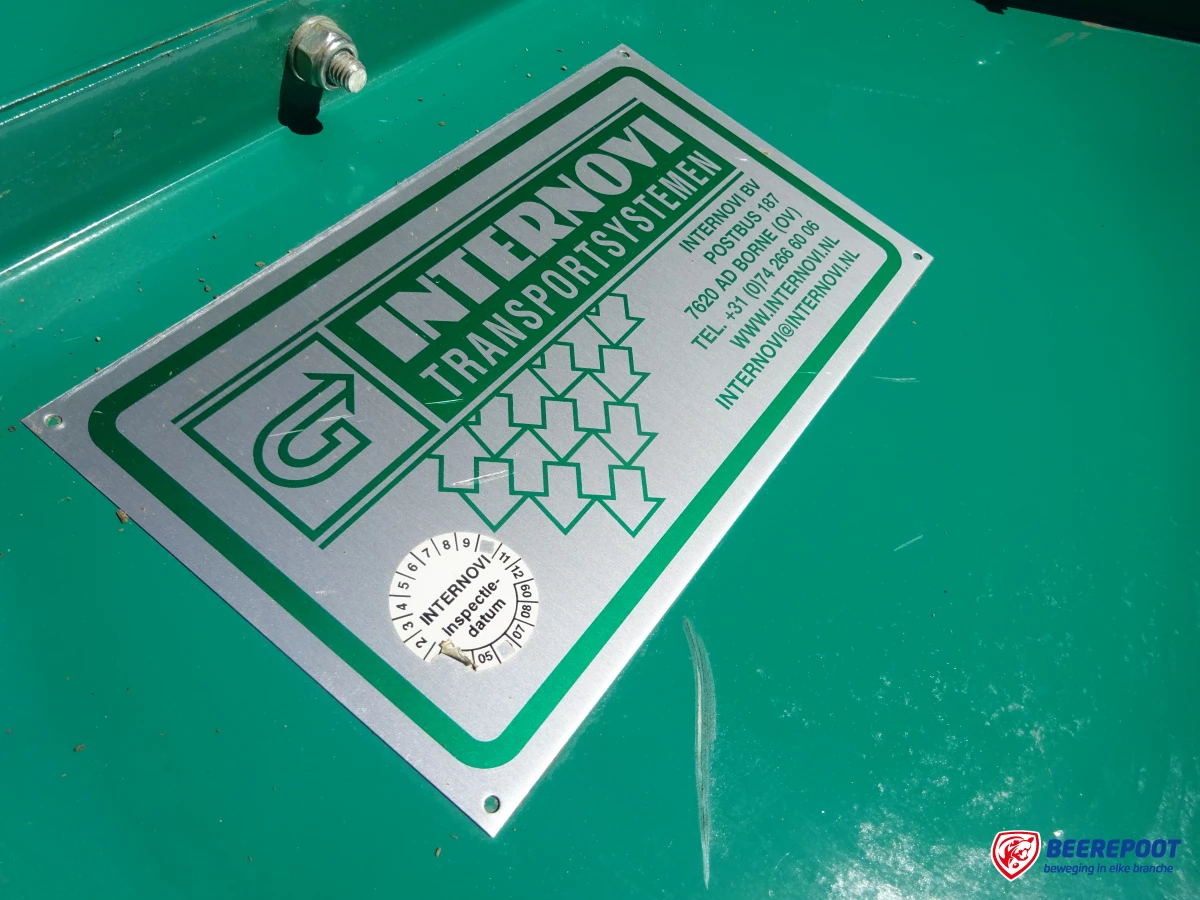 INTERNOVI
TRANSPORTSYSTEMEN
INTERNOVI BV
POSTBUS 187
7620 AD BORNE (OV)
TEL. +31 (0)74 266 60 06
WWW.INTERNOVI.NL
INTERNOVI@INTERNOVI.NL
2 3 4 5 6 7 8 9 11 12 09 08 07 05
INTERNOVI
inspectie-
datum
BEEREPOOT
beweging in elke branche